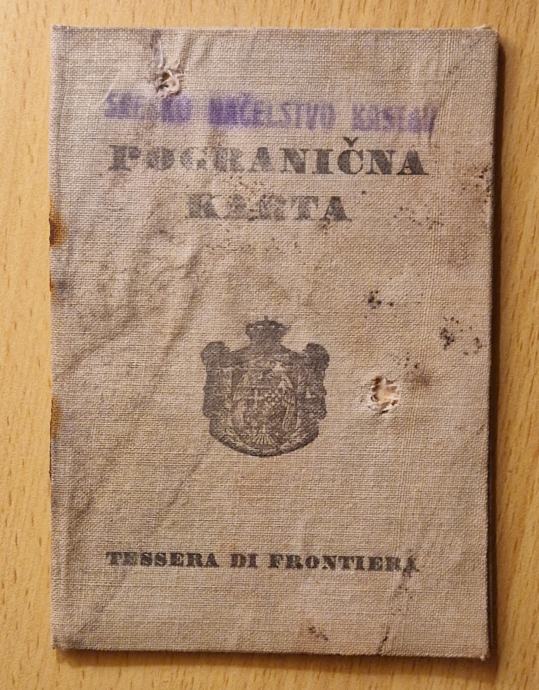 SRESKO NAČELSTVO KASTAV
POGRANIČNA
KARTA
TESSERA DI FRONTIERA